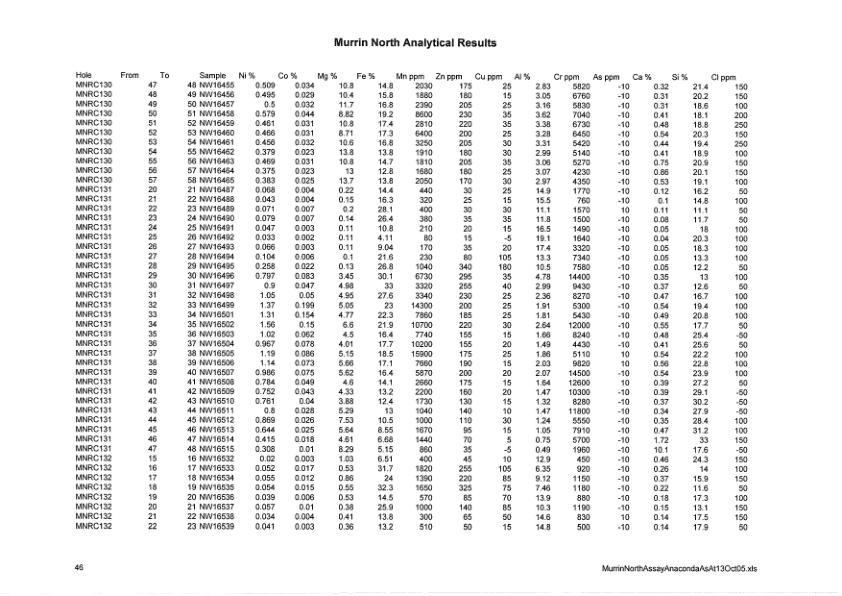 Murrin North Analytical Results
Hole From To Sample Ni % Co % Mg % Fe % Mn ppm Zn ppm Cu ppm Al % Cr ppm As ppm Ca % Si % Cl ppm
MNRC130 47 48 NW16455 0.509 0.034 10.8 14.8 2030 175 25 2.83 5820 -10 0.32 21.4 150
MNRC130 48 49 NW16456 0.495 0.029 10.4 15.8 1880 180 15 3.05 6760 -10 0.31 20.2 150
MNRC130 49 50 NW16457 0.5 0.032 11.7 16.8 2390 205 25 3.16 5830 -10 0.31 18.6 100
MNRC130 50 51 NW16458 0.579 0.044 8.82 19.2 8600 230 35 3.62 7040 -10 0.41 18.1 200
MNRC130 51 52 NW16459 0.461 0.031 10.8 17.4 2810 220 35 3.38 6730 -10 0.48 18.8 250
MNRC130 52 53 NW16460 0.466 0.031 8.71 17.3 6400 200 25 3.28 6450 -10 0.54 20.3 150
MNRC130 53 54 NW16461 0.456 0.032 10.6 16.8 3250 205 30 3.31 5420 -10 0.44 19.4 250
MNRC130 54 55 NW16462 0.379 0.023 13.8 13.8 1910 180 30 2.99 5140 -10 0.41 18.9 100
MNRC130 55 56 NW16463 0.469 0.031 10.8 14.7 1810 205 35 3.06 5270 -10 0.75 20.9 150
MNRC130 56 57 NW16464 0.375 0.023 13 12.8 1680 180 25 3.07 4230 -10 0.86 20.1 150
MNRC130 57 58 NW16465 0.383 0.025 13.7 13.8 2050 170 30 2.97 4350 -10 0.53 19.1 100
MNRC131 20 21 NW16487 0.068 0.004 0.22 14.4 440 30 25 14.9 1770 -10 0.12 16.2 50
MNRC131 21 22 NW16488 0.043 0.004 0.15 16.3 320 25 15 15.5 760 -10 0.1 14.8 100
MNRC131 22 23 NW16489 0.071 0.007 0.2 28.1 400 30 30 11.1 1570 10 0.11 11.1 50
MNRC131 23 24 NW16490 0.079 0.007 0.14 26.4 380 35 35 11.8 1500 -10 0.08 11.7 50
MNRC131 24 25 NW16491 0.047 0.003 0.11 10.8 210 20 15 16.5 1490 -10 0.05 18 100
MNRC131 25 26 NW16492 0.033 0.002 0.11 4.11 80 15 -5 19.1 1640 -10 0.04 20.3 100
MNRC131 26 27 NW16493 0.066 0.003 0.11 9.04 170 35 20 17.4 3320 -10 0.05 18.3 100
MNRC131 27 28 NW16494 0.104 0.006 0.1 21.6 230 80 105 13.3 7340 -10 0.05 13.3 100
MNRC131 28 29 NW16495 0.258 0.022 0.13 26.8 1040 340 180 10.5 7580 -10 0.05 12.2 50
MNRC131 29 30 NW16496 0.797 0.083 3.45 30.1 6730 295 35 4.78 14400 -10 0.35 13 100
MNRC131 30 31 NW16497 0.9 0.047 4.98 33 3320 255 40 2.99 9430 -10 0.37 12.6 50
MNRC131 31 32 NW16498 1.05 0.05 4.95 27.6 3340 230 25 2.36 8270 -10 0.47 16.7 100
MNRC131 32 33 NW16499 1.37 0.199 5.05 23 14300 200 25 1.91 5300 -10 0.54 19.4 100
MNRC131 33 34 NW16501 1.31 0.154 4.77 22.3 7860 185 25 1.81 5430 -10 0.49 20.8 100
MNRC131 34 35 NW16502 1.56 0.15 6.6 21.9 10700 220 30 2.64 12000 -10 0.55 17.7 50
MNRC131 35 36 NW16503 1.02 0.062 4.5 16.4 7740 155 15 1.66 8240 -10 0.48 25.4 -50
MNRC131 36 37 NW16504 0.967 0.078 4.01 17.7 10200 155 20 1.49 4430 -10 0.41 25.6 50
MNRC131 37 38 NW16505 1.19 0.086 5.15 18.5 15900 175 25 1.86 5110 10 0.54 22.2 100
MNRC131 38 39 NW16506 1.14 0.073 5.66 17.1 7660 190 15 2.03 9820 10 0.56 22.8 100
MNRC131 39 40 NW16507 0.986 0.075 5.62 16.4 5870 200 20 2.07 14500 -10 0.54 23.9 100
MNRC131 40 41 NW16508 0.784 0.049 4.6 14.1 2660 175 15 1.64 12600 10 0.39 27.2 50
MNRC131 41 42 NW16509 0.752 0.043 4.33 13.2 2200 160 20 1.47 10300 -10 0.39 29.1 -50
MNRC131 42 43 NW16510 0.761 0.04 3.88 12.4 1730 130 15 1.32 8280 -10 0.37 30.2 -50
MNRC131 43 44 NW16511 0.8 0.028 5.29 13 1040 140 10 1.47 11800 -10 0.34 27.9 -50
MNRC131 44 45 NW16512 0.869 0.026 7.53 10.5 1000 110 30 1.24 5550 -10 0.35 28.4 100
MNRC131 45 46 NW16513 0.644 0.025 5.64 8.55 1670 95 15 1.05 7910 -10 0.47 31.2 100
MNRC131 46 47 NW16514 0.415 0.018 4.61 6.68 1440 70 5 0.75 5700 -10 1.72 33 150
MNRC131 47 48 NW16515 0.308 0.01 8.29 5.15 860 35 -5 0.49 1960 -10 10.1 17.6 -50
MNRC132 15 16 NW16532 0.02 0.003 1.03 6.51 400 45 10 12.9 450 -10 0.46 24.3 150
MNRC132 16 17 NW16533 0.052 0.017 0.53 31.7 1820 255 105 6.35 920 -10 0.26 14 100
MNRC132 17 18 NW16534 0.055 0.012 0.86 24 1390 220 85 9.12 1150 -10 0.37 15.9 150
MNRC132 18 19 NW16535 0.054 0.015 0.55 32.3 1650 325 75 7.46 1180 -10 0.22 11.6 50
MNRC132 19 20 NW16536 0.039 0.006 0.53 14.5 570 85 70 13.9 880 -10 0.18 17.3 100
MNRC132 20 21 NW16537 0.057 0.01 0.38 25.9 1000 140 85 10.3 1190 -10 0.15 13.1 150
MNRC132 21 22 NW16538 0.034 0.004 0.41 13.8 300 65 50 14.6 830 10 0.14 17.5 150
MNRC132 22 23 NW16539 0.041 0.003 0.36 13.2 510 50 15 14.8 500 -10 0.14 17.9 50
46 MurrinNorthAssayAnacondaAsAt13Oct05.xls